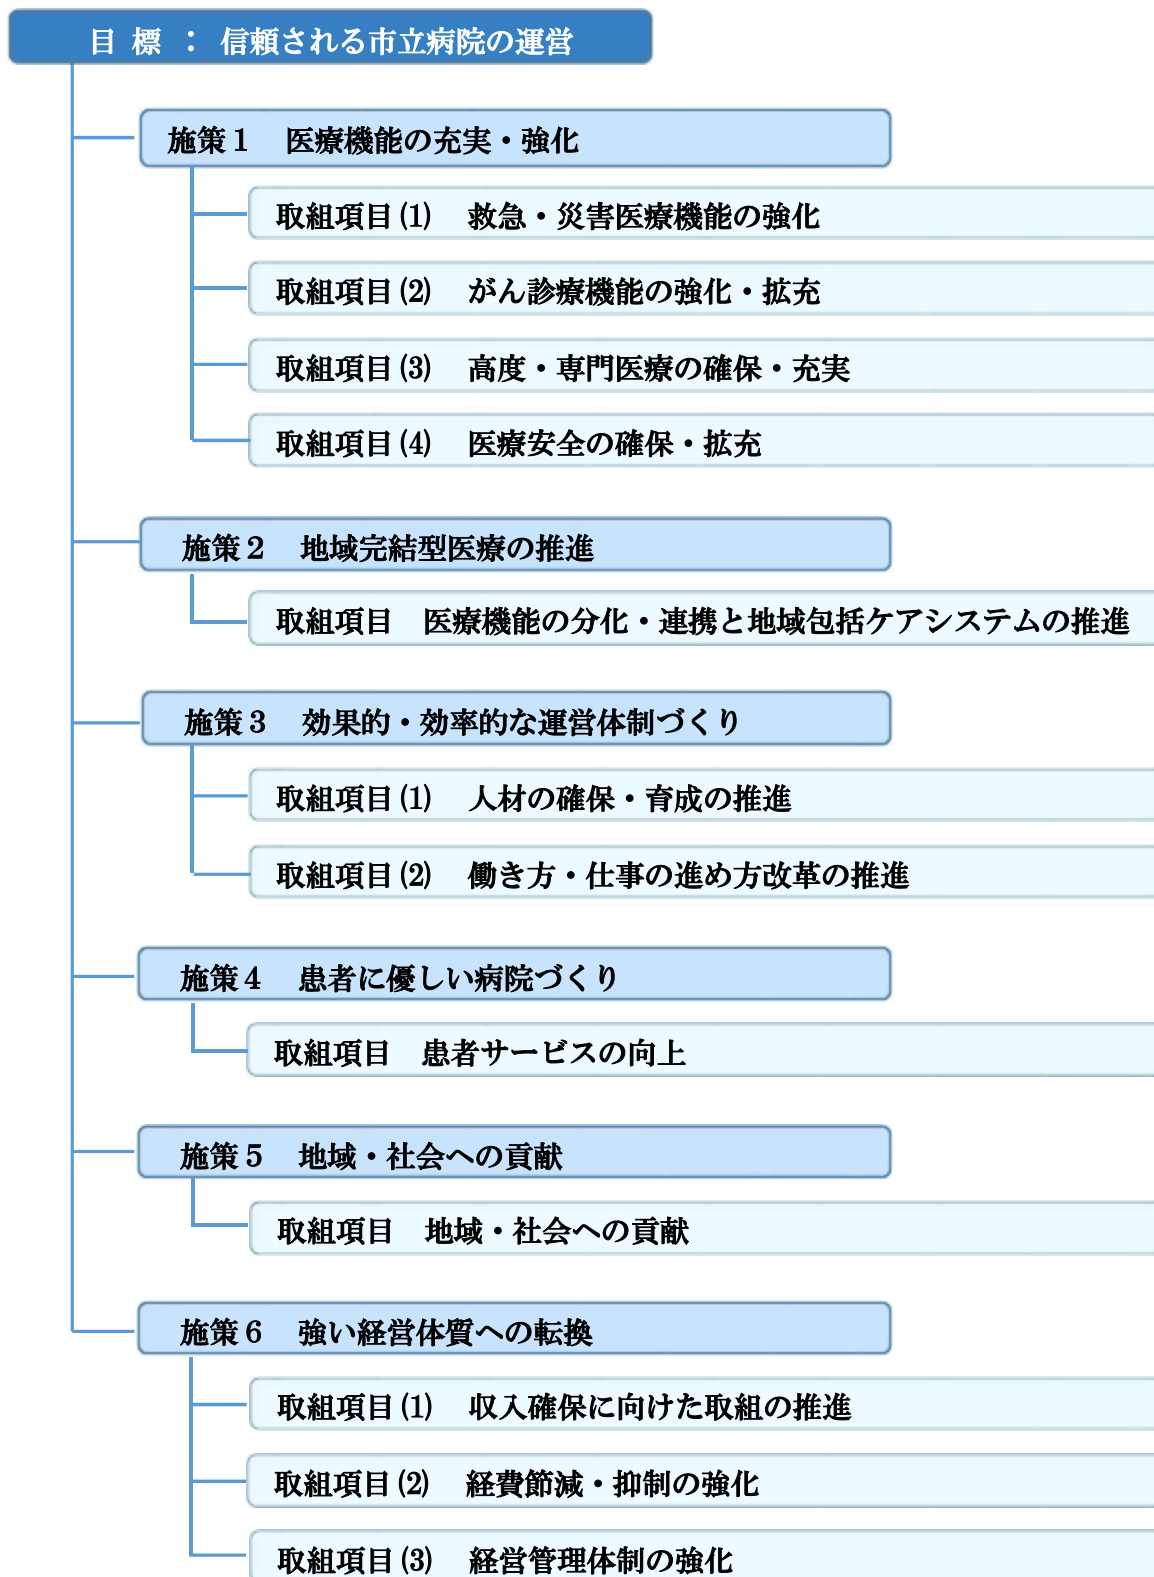 目 標 ： 信頼される市立病院の運営
施策１ 医療機能の充実・強化
取組項目(1) 救急・災害医療機能の強化
取組項目(2) がん診療機能の強化・拡充
取組項目(3) 高度・専門医療の確保・充実
取組項目(4) 医療安全の確保・拡充
施策２ 地域完結型医療の推進
取組項目 医療機能の分化・連携と地域包括ケアシステムの推進
施策３ 効果的・効率的な運営体制づくり
取組項目(1) 人材の確保・育成の推進
取組項目(2) 働き方・仕事の進め方改革の推進
施策４ 患者に優しい病院づくり
取組項目 患者サービスの向上
施策５ 地域・社会への貢献
取組項目 地域・社会への貢献
施策６ 強い経営体質への転換
取組項目(1) 収入確保に向けた取組の推進
取組項目(2) 経費節減・抑制の強化
取組項目(3) 経営管理体制の強化